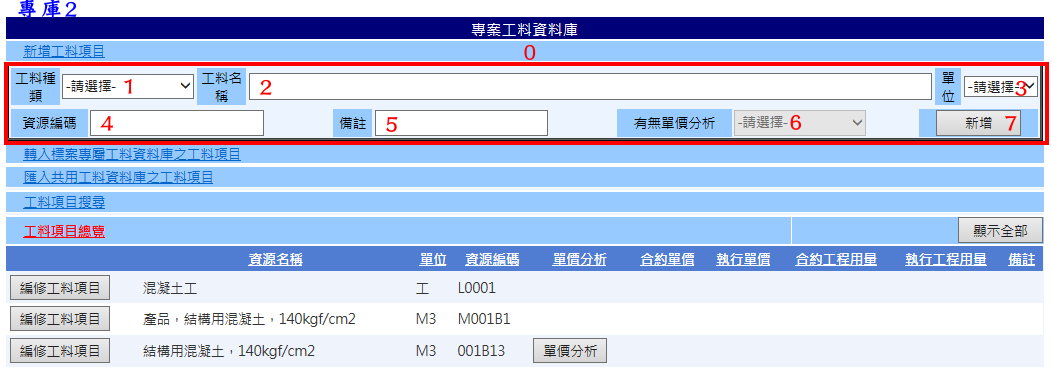 專庫2
專案工料資料庫
新增工料項目 0
工料種類 -請選擇- 1 工料名稱 2 單位 -請選擇- 3
資源編碼 4 備註 5 有無單價分析 -請選擇- 6 新增 7
轉入標案專屬工料資料庫之工料項目
匯入共用工料資料庫之工料項目
工料項目搜尋
工料項目總覽 顯示全部
資源名稱 單位 資源編碼 單價分析 合約單價 執行單價 合約工程用量 執行工程用量 備註
編修工料項目 混凝土工 工 L0001
編修工料項目 產品，結構用混凝土，140kgf/cm2 M3 M001B1
編修工料項目 結構用混凝土，140kgf/cm2 M3 001B13 單價分析